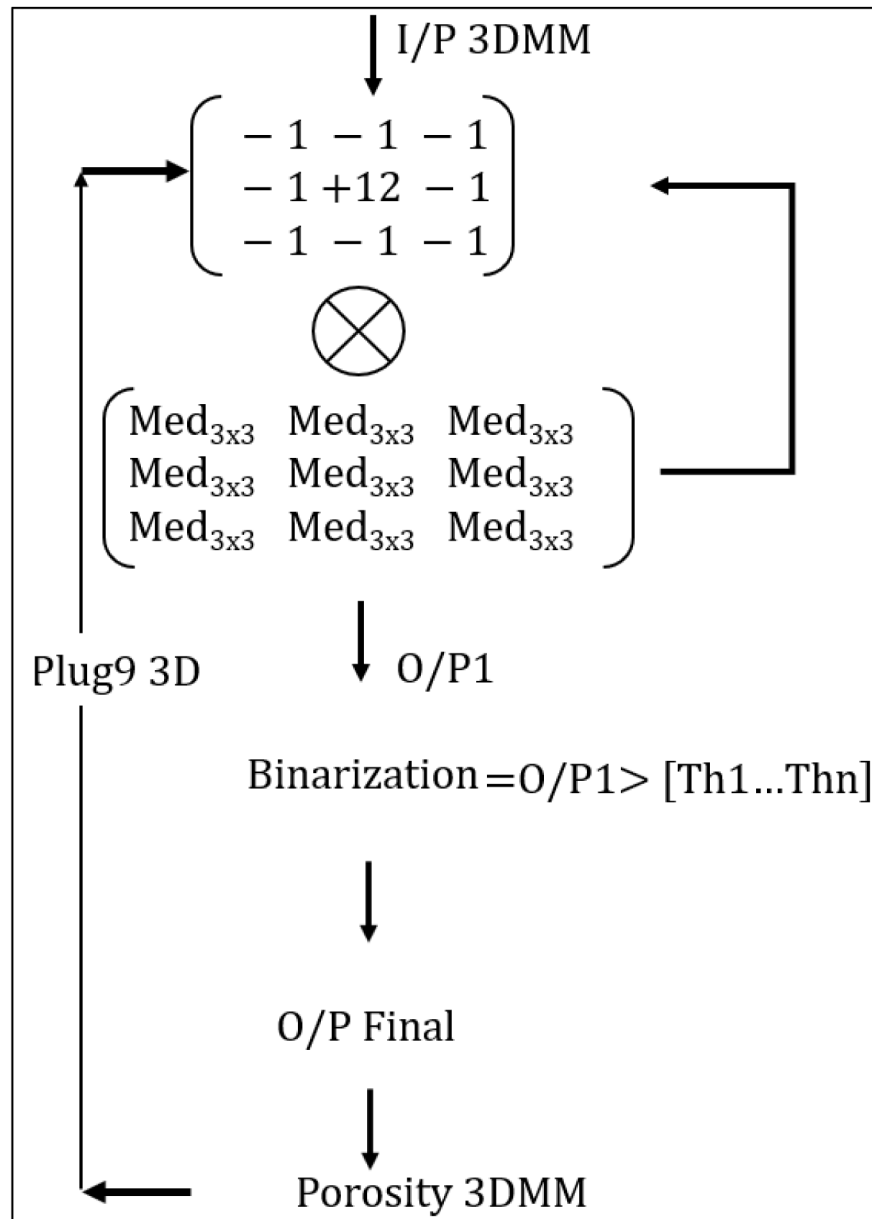 I/P 3DMM
− 1 − 1 − 1
− 1 +12 − 1
− 1 − 1 − 1
Med3x3 Med3x3 Med3x3
Med3x3 Med3x3 Med3x3
Med3x3 Med3x3 Med3x3
Plug9 3D
O/P1
Binarization =O/P1> [Th1...Thn]
O/P Final
Porosity 3DMM